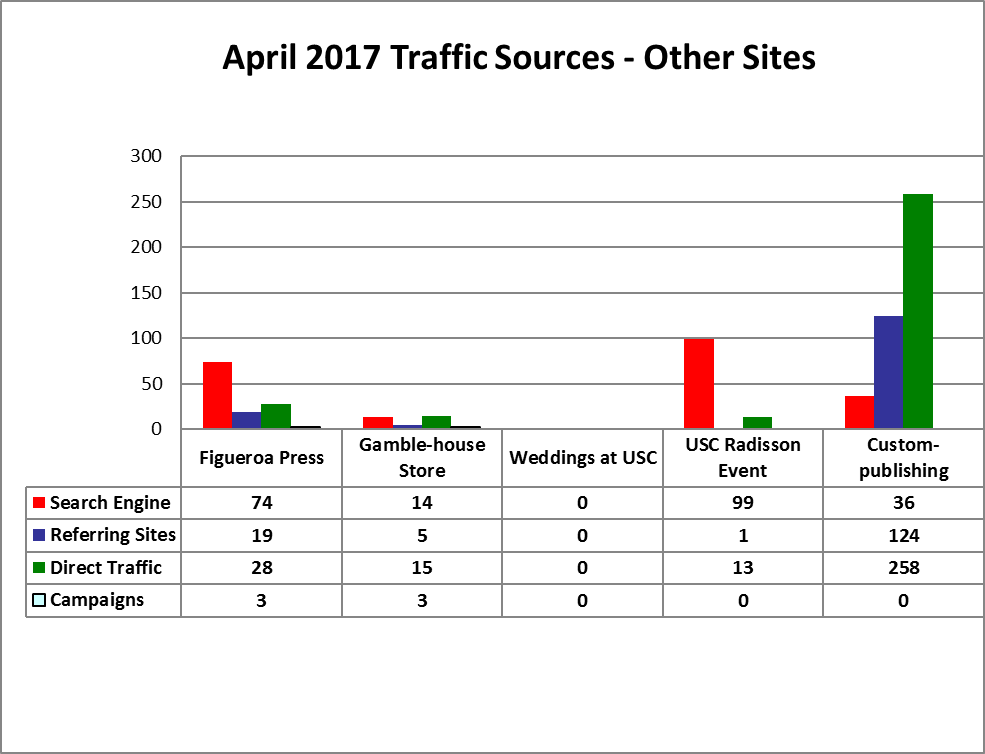 April 2017 Traffic Sources - Other Sites
300
250
200
150
100
50
0
Figueroa Press
Gamble-house
Store
Weddings at USC
USC Radisson
Event
Custom-
publishing
Search Engine 74 14 0 99 36
Referring Sites 19 5 0 1 124
Direct Traffic 28 15 0 13 258
Campaigns 3 3 0 0 0